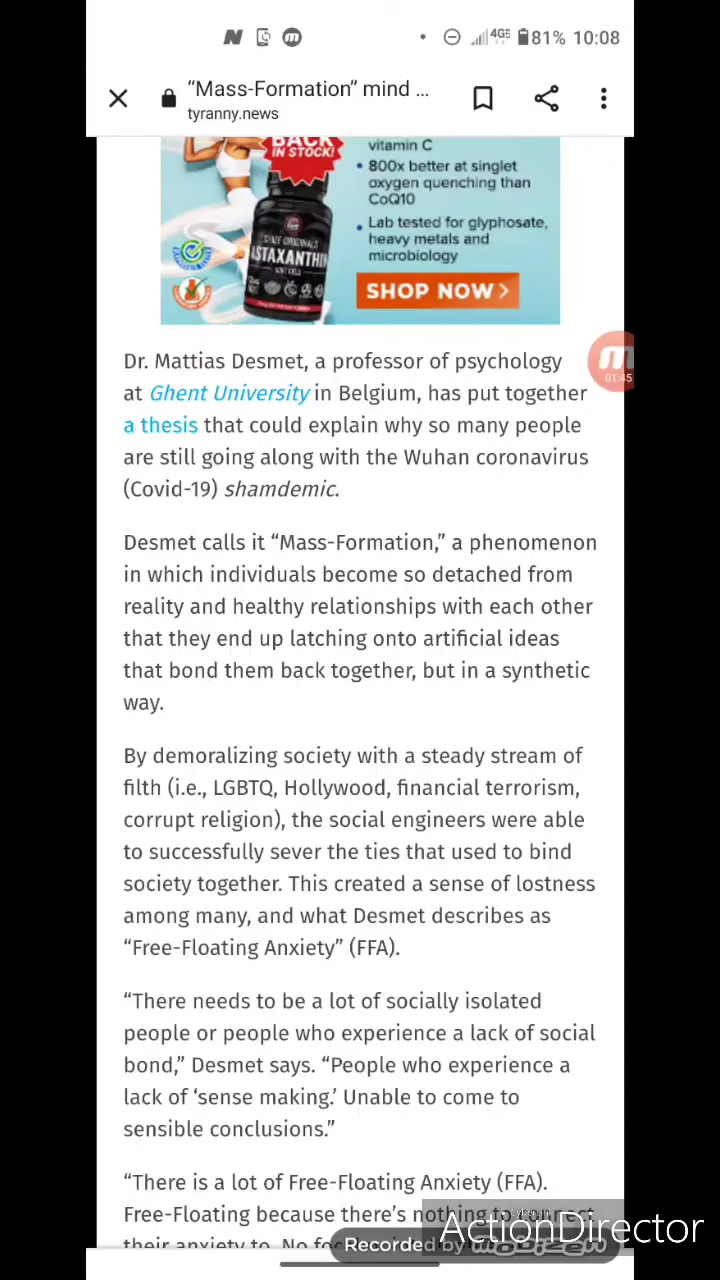 81% 10:08
"Mass-Formation" mind ...
tyranny.news
BACK
IN STOCK!
vitamin C
• 800x better at singlet
oxygen quenching than
CoQ10
• Lab tested for glyphosate,
heavy metals and
microbiology
ASTAXANTHIN
SHOP NOW >
01:45
Dr. Mattias Desmet, a professor of psychology
at Ghent University in Belgium, has put together
a thesis that could explain why so many people
are still going along with the Wuhan coronavirus
(Covid-19) shamdemic.
Desmet calls it "Mass-Formation," a phenomenon
in which individuals become so detached from
reality and healthy relationships with each other
that they end up latching onto artificial ideas
that bond them back together, but in a synthetic
way.
By demoralizing society with a steady stream of
filth (i.e., LGBTQ, Hollywood, financial terrorism,
corrupt religion), the social engineers were able
to successfully sever the ties that used to bind
society together. This created a sense of lostness
among many, and what Desmet describes as
"Free-Floating Anxiety" (FFA).
"There needs to be a lot of socially isolated
people or people who experience a lack of social
bond," Desmet says. "People who experience a
lack of 'sense making.' Unable to come to
sensible conclusions."
"There is a lot of Free-Floating Anxiety (FFA).
Free-Floating because there's nothing to
their anxiety to. No
ActionDirector
Recorded by